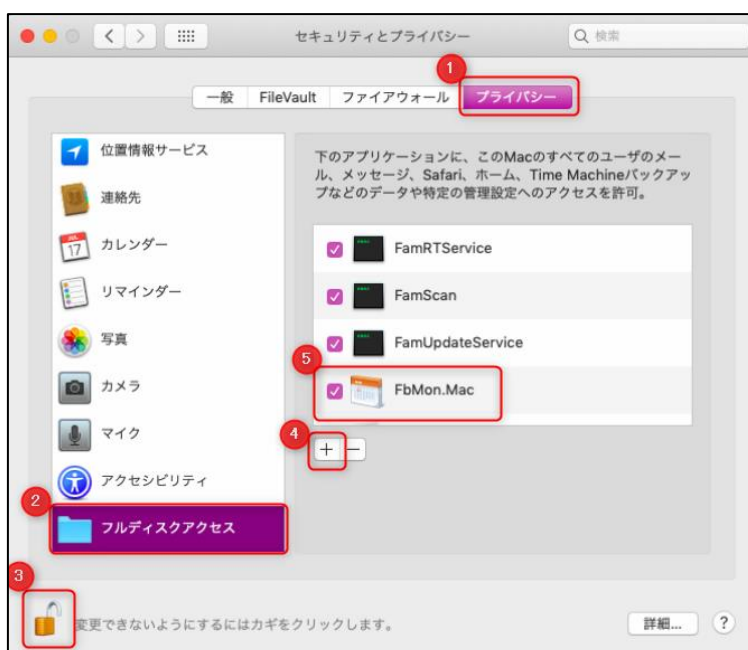 セキュリティとプライバシー
検索
1
一般 FileVault ファイアウォール プライバシー
位置情報サービス
連絡先
JUL
17
カレンダー
リマインダー
写真
カメラ
マイク
アクセシビリティ
2
フルディスクアクセス
下のアプリケーションに、このMacのすべてのユーザのメー
ル、メッセージ、Safari、ホーム、Time Machineバックアッ
プなどのデータや特定の管理設定へのアクセスを許可。
FamRTService
FamScan
FamUpdateService
5
FbMon.Mac
4
+ −
3
変更できないようにするにはカギをクリックします。
詳細... ?